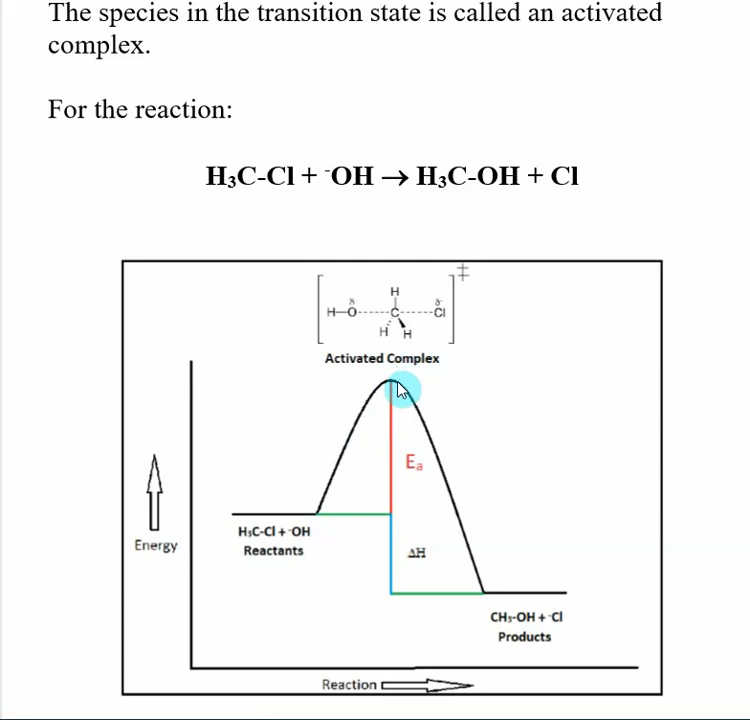 The species in the transition state is called an activated
complex.
For the reaction:
H₃C-Cl + ⁻OH → H₃C-OH + Cl
‡
H
H—O------C------Cl
δ⁻ δ⁻
H H
Activated Complex
Eₐ
H₃C-Cl + ⁻OH
Reactants
Energy
ΔH
CH₃-OH + ⁻Cl
Products
Reaction